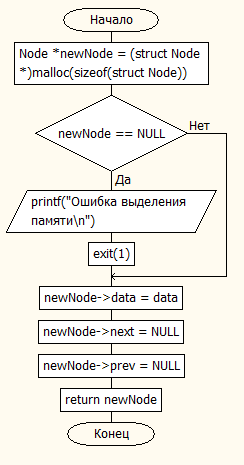 Начало
Node *newNode = (struct Node
*)malloc(sizeof(struct Node))
newNode == NULL
Нет
Да
printf("Ошибка выделения
памяти\n")
exit(1)
newNode->data = data
newNode->next = NULL
newNode->prev = NULL
return newNode
Конец